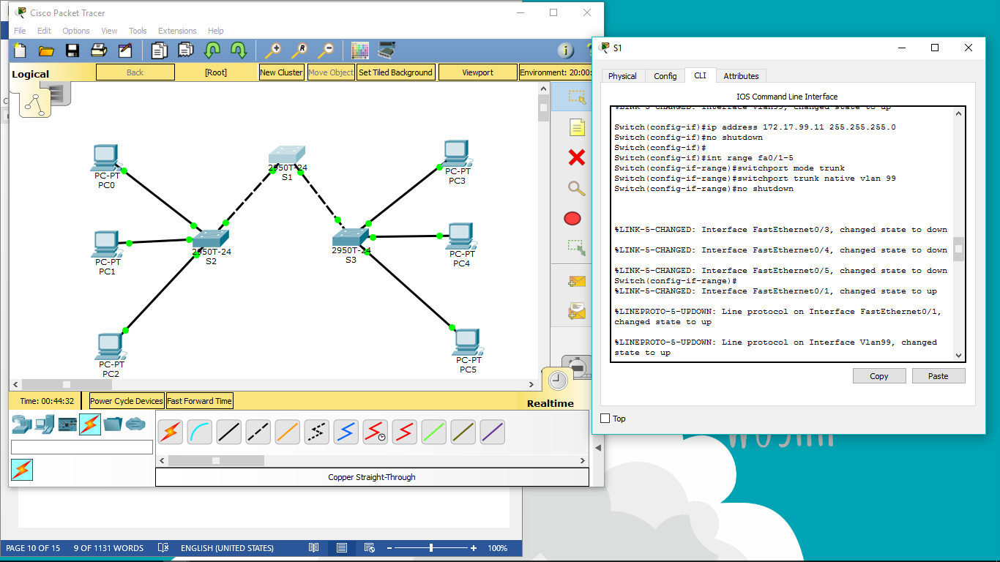 Cisco Packet Tracer
File Edit Options View Tools Extensions Help
Logical
Back
[Root]
New Cluster
Move Object
Set Tiled Background
Viewport
Environment: 20:00:
PC-PT
PC0
PC-PT
PC1
PC-PT
PC2
2950T-24
S1
2950T-24
S2
2950T-24
S3
PC-PT
PC3
PC-PT
PC4
PC-PT
PC5
Time: 00:44:32
Power Cycle Devices
Fast Forward Time
Realtime
Copper Straight-Through
S1
Physical Config CLI Attributes
IOS Command Line Interface
%LINK-5-CHANGED: Interface Vlan99, changed state to up
Switch(config-if)#ip address 172.17.99.11 255.255.255.0
Switch(config-if)#no shutdown
Switch(config-if)#
Switch(config-if)#int range fa0/1-5
Switch(config-if-range)#switchport mode trunk
Switch(config-if-range)#switchport trunk native vlan 99
Switch(config-if-range)#no shutdown
%LINK-5-CHANGED: Interface FastEthernet0/3, changed state to down
%LINK-5-CHANGED: Interface FastEthernet0/4, changed state to down
%LINK-5-CHANGED: Interface FastEthernet0/5, changed state to down
Switch(config-if-range)#
%LINK-5-CHANGED: Interface FastEthernet0/1, changed state to up
%LINEPROTO-5-UPDOWN: Line protocol on Interface FastEthernet0/1,
changed state to up
%LINEPROTO-5-UPDOWN: Line protocol on Interface Vlan99, changed
state to up
Copy
Paste
Top
PAGE 10 OF 15 9 OF 1131 WORDS ENGLISH (UNITED STATES) 100%